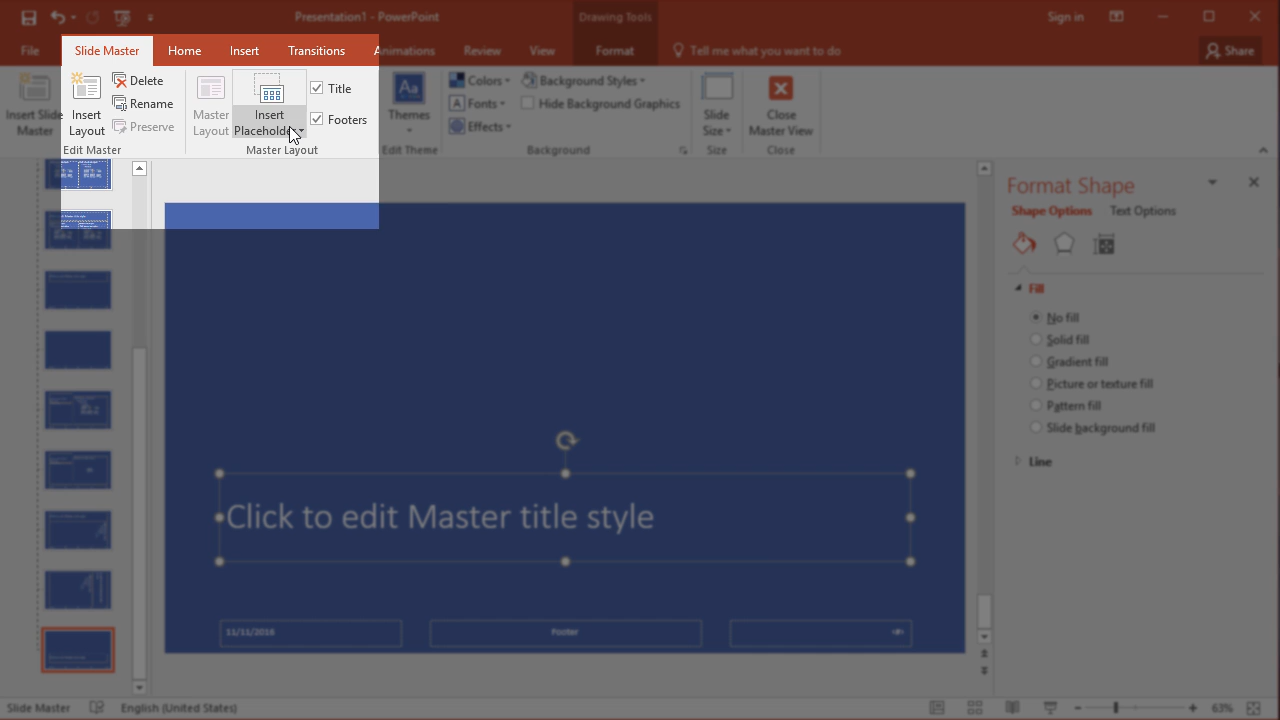 Presentation1 - PowerPoint
Drawing Tools
Sign in
File Slide Master Home Insert Transitions Animations Review View Format Tell me what you want to do Share
Insert Slide Master
Insert Layout
Delete
Rename
Preserve
Edit Master
Master Layout
Insert
Title
Footers
Master Layout
Aa
Themes
Edit Theme
Colors
Fonts
Effects
Background Styles
Hide Background Graphics
Background
Slide Size
Size
Close Master View
Close
Format Shape
Shape Options Text Options
Fill
No fill
Solid fill
Gradient fill
Picture or texture fill
Pattern fill
Slide background fill
Line
Click to edit Master title style
11/11/2016
Footer
‹#›
Slide Master English (United States) 63%